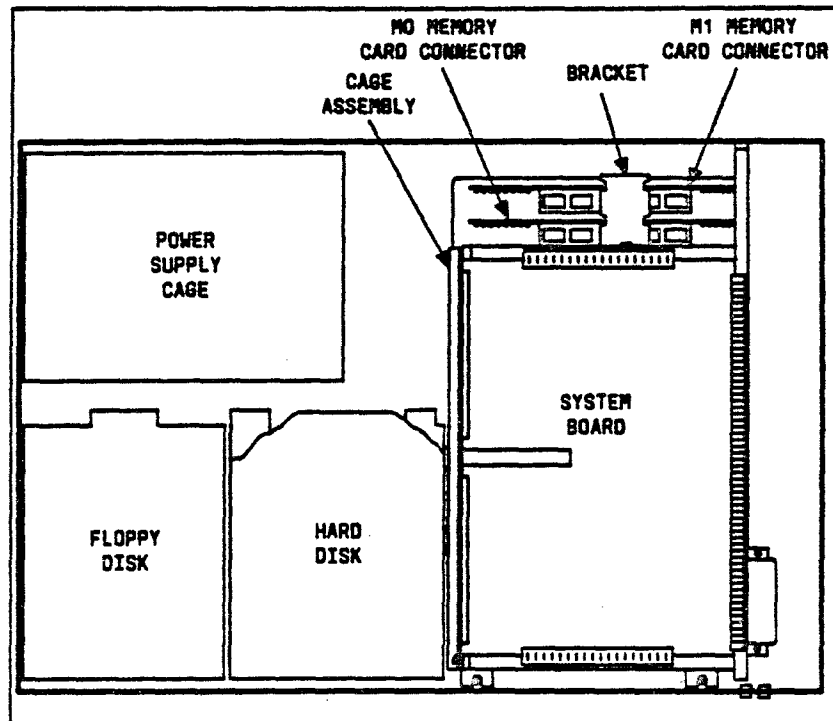 M0 MEMORY
CARD CONNECTOR
M1 MEMORY
CARD CONNECTOR
BRACKET
CAGE
ASSEMBLY
POWER
SUPPLY
CAGE
SYSTEM
BOARD
FLOPPY
DISK
HARD
DISK